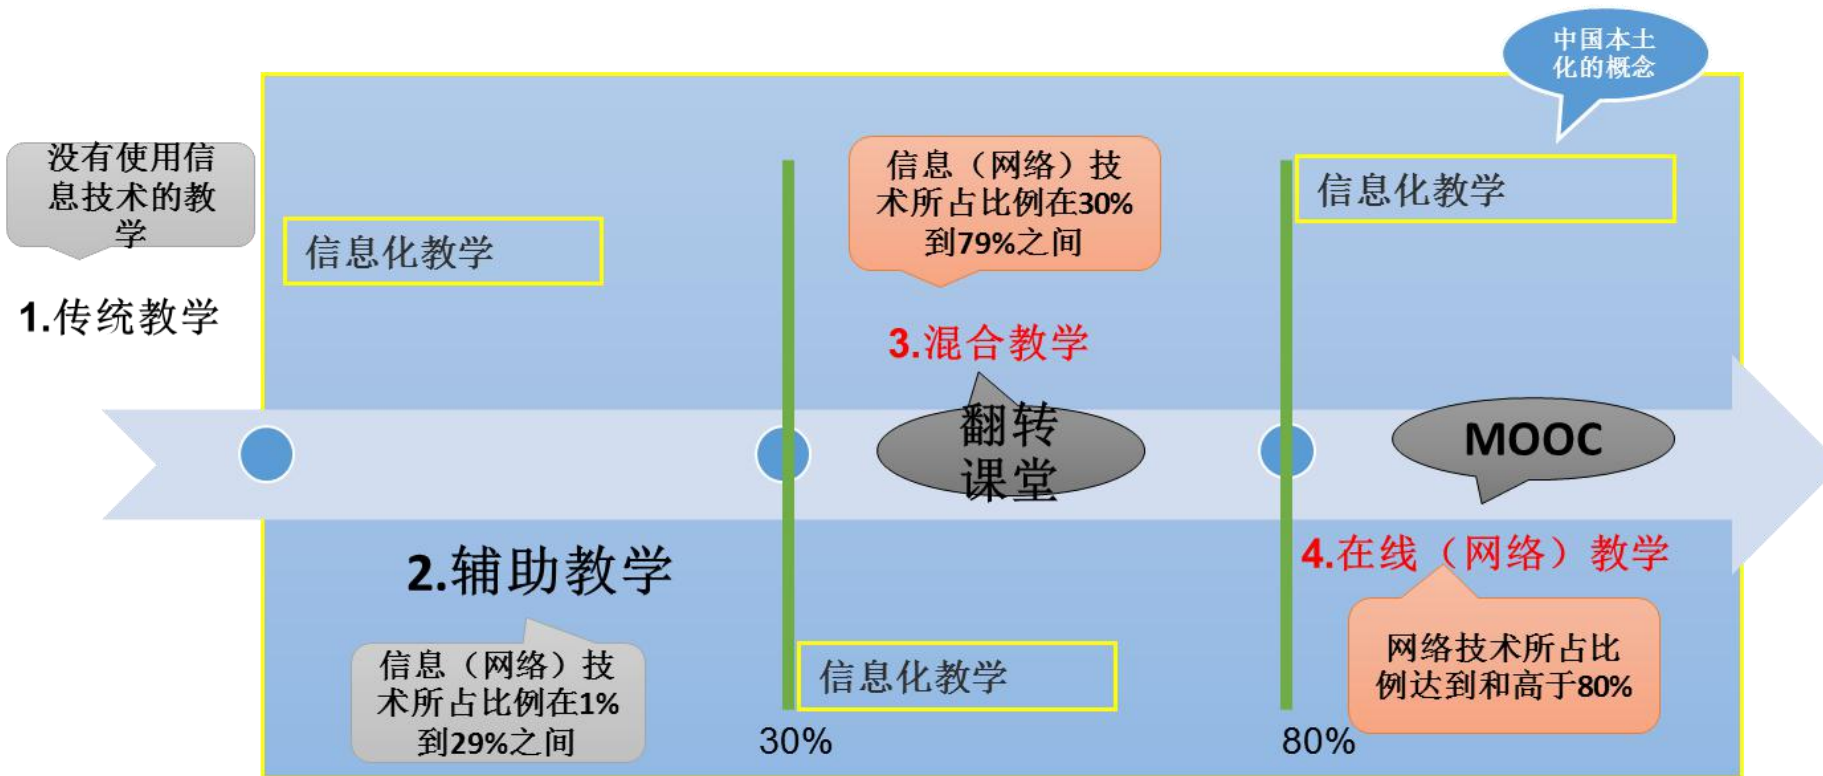 中国本土
化的概念
没有使用信
息技术的教
学
信息（网络）技
术所占比例在30%
到79%之间
信息化教学
信息化教学
1.传统教学
3.混合教学
翻转
课堂
MOOC
2.辅助教学
4.在线（网络）教学
信息（网络）技
术所占比例在1%
到29%之间
信息化教学
网络技术所占比
例达到和高于80%
30%
80%